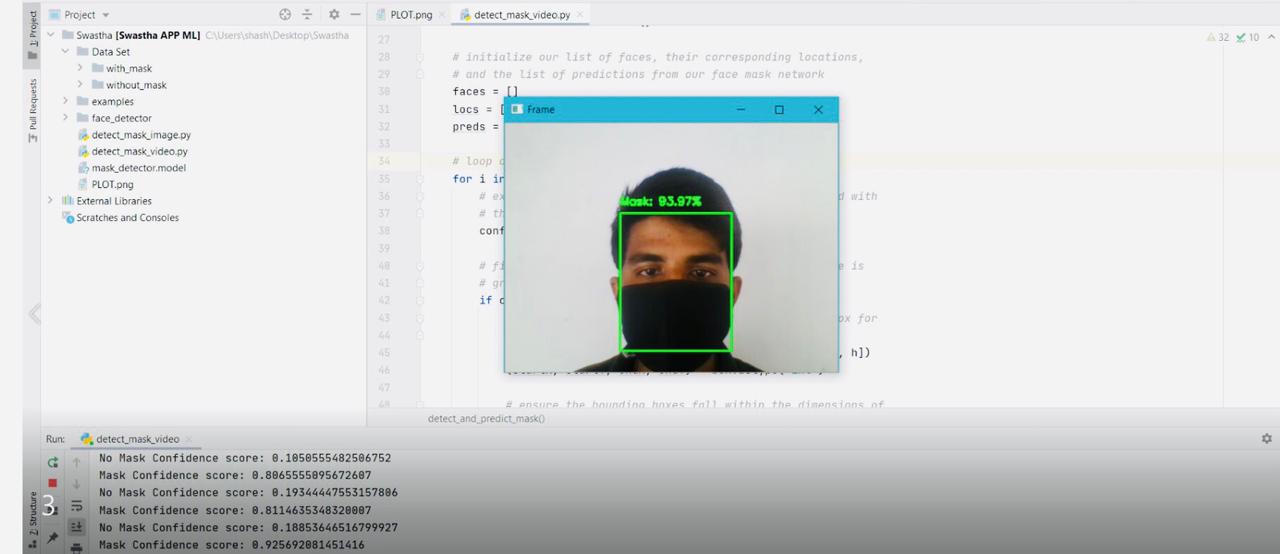 1: Project
Pull Requests
Z: Structure
Project
Swastha [Swastha APP ML] C:\Users\shash\Desktop\Swastha
Data Set
with_mask
without_mask
examples
face_detector
detect_mask_image.py
detect_mask_video.py
mask_detector.model
PLOT.png
External Libraries
Scratches and Consoles
PLOT.png detect_mask_video.py
32 10
27
28 # initialize our list of faces, their corresponding locations,
29 # and the list of predictions from our face mask network
30 faces = []
31 locs = [
32 preds =
33
34 # loop
35 for i in
36 # d with
37 # th
38 conf
39
40 # fi e is
41 # gr
42 if c
43 ox for
44
45 , h])
46
47
48 # ensure the bounding boxes fall within the dimensions of
detect_and_predict_mask()
Frame
Mask: 93.97%
Run: detect_mask_video
No Mask Confidence score: 0.1050555482506752
Mask Confidence score: 0.8065555095672607
No Mask Confidence score: 0.19344447553157806
Mask Confidence score: 0.8114635348320007
No Mask Confidence score: 0.18853646516799927
Mask Confidence score: 0.925692081451416
3